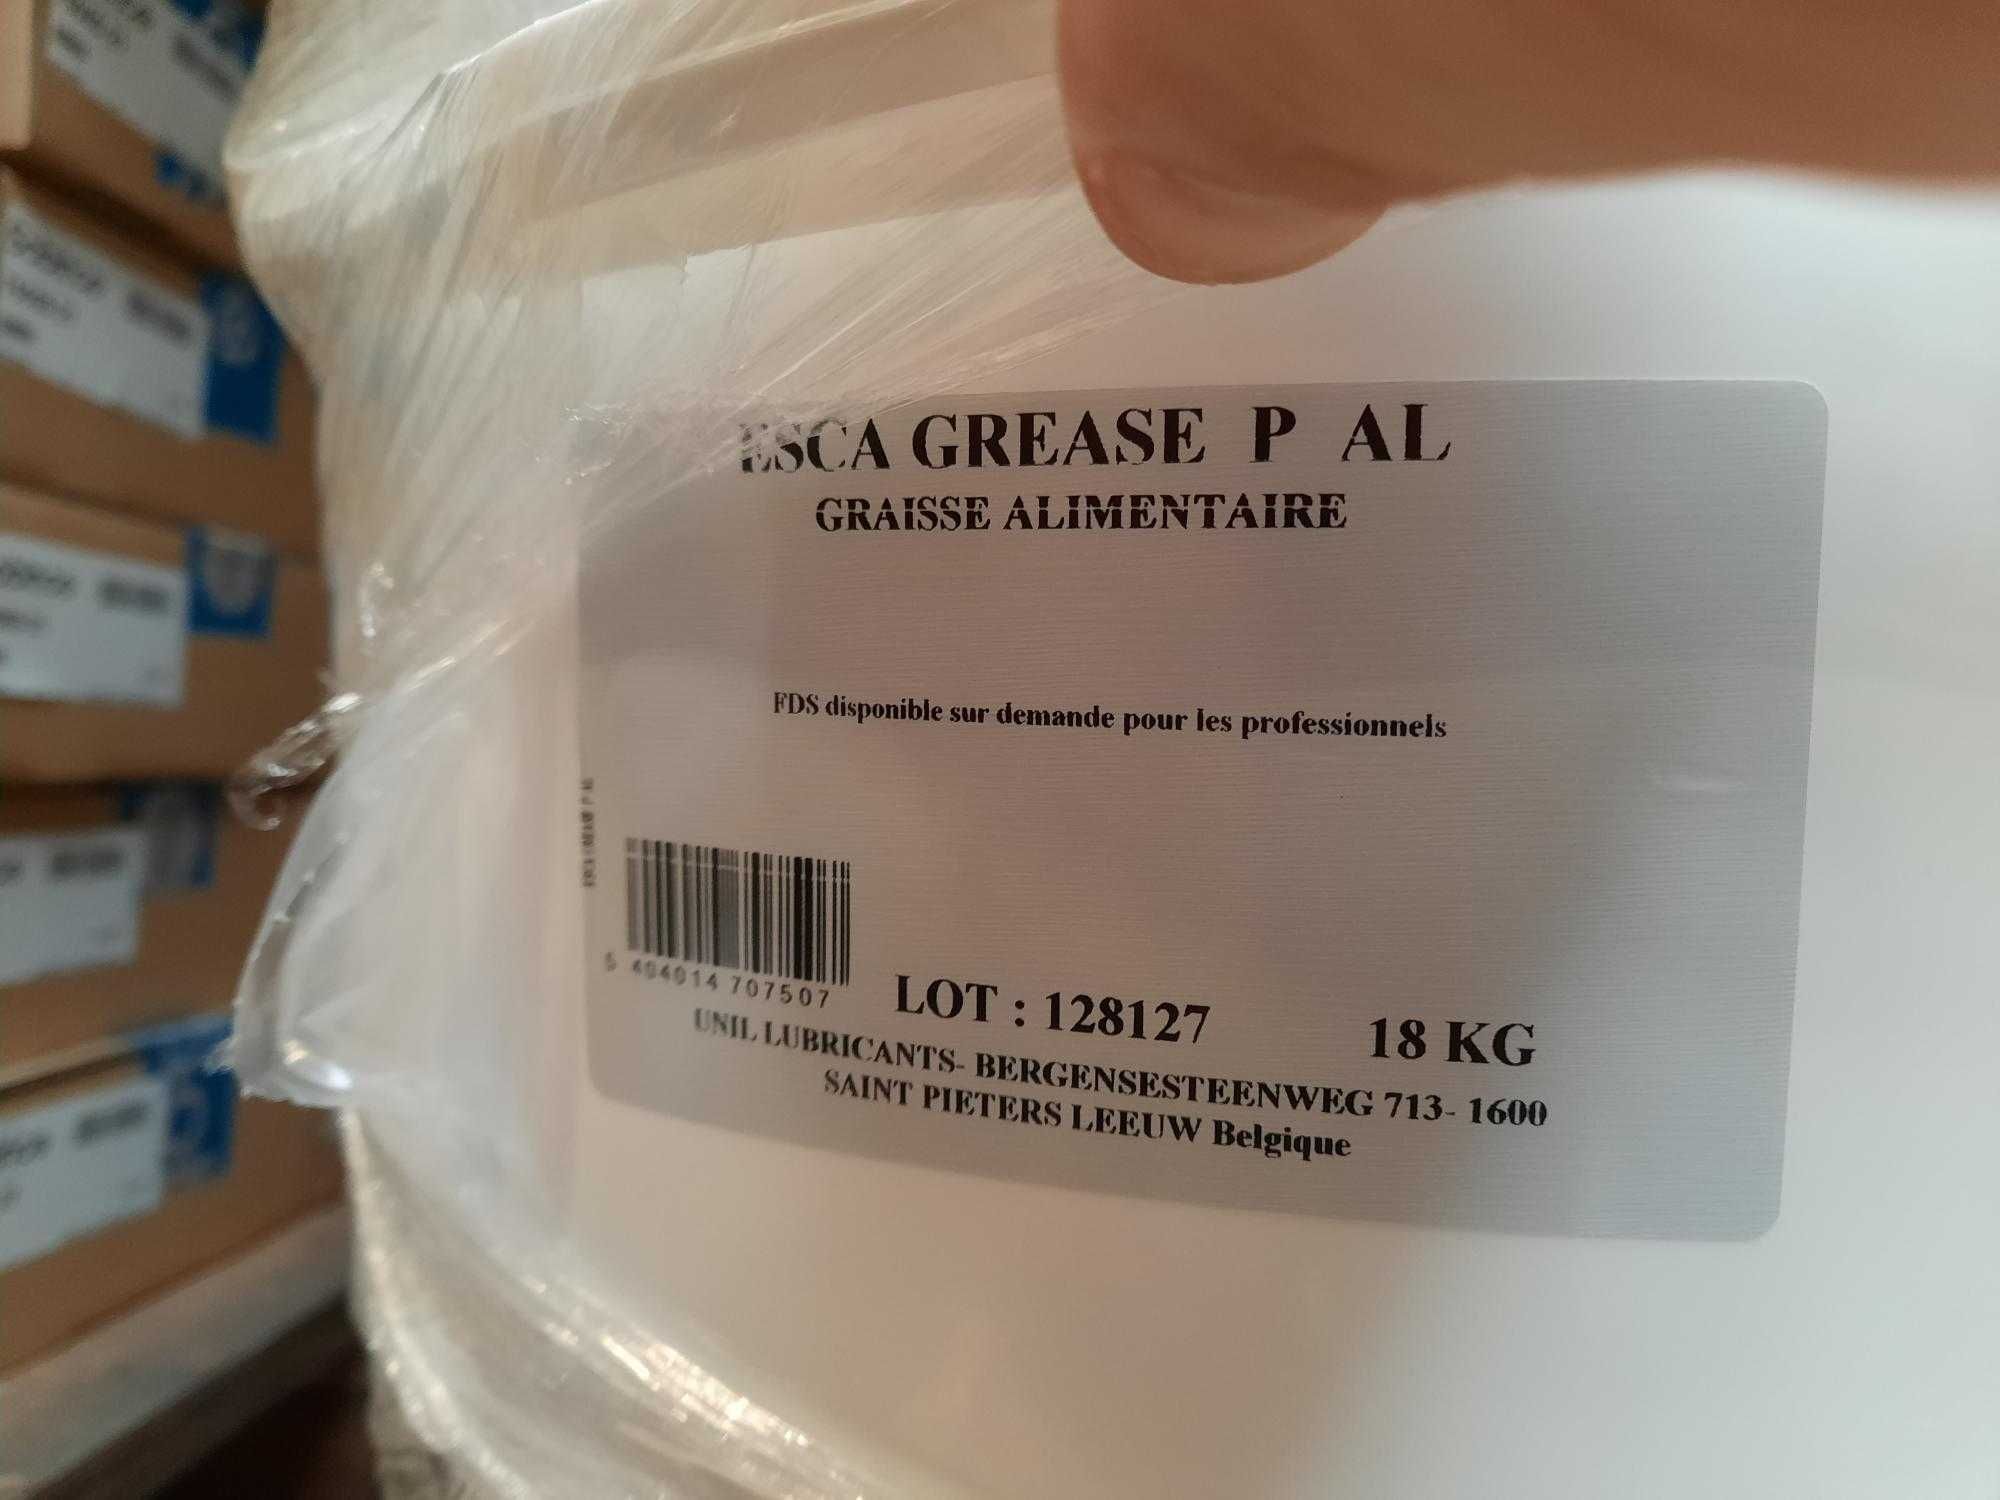 ESCA GREASE P AL
GRAISSE ALIMENTAIRE
FDS disponible sur demande pour les professionnels
5 404014 707507
LOT : 128127
18 KG
UNIL LUBRICANTS- BERGENSESTEENWEG 713- 1600
SAINT PIETERS LEEUW Belgique